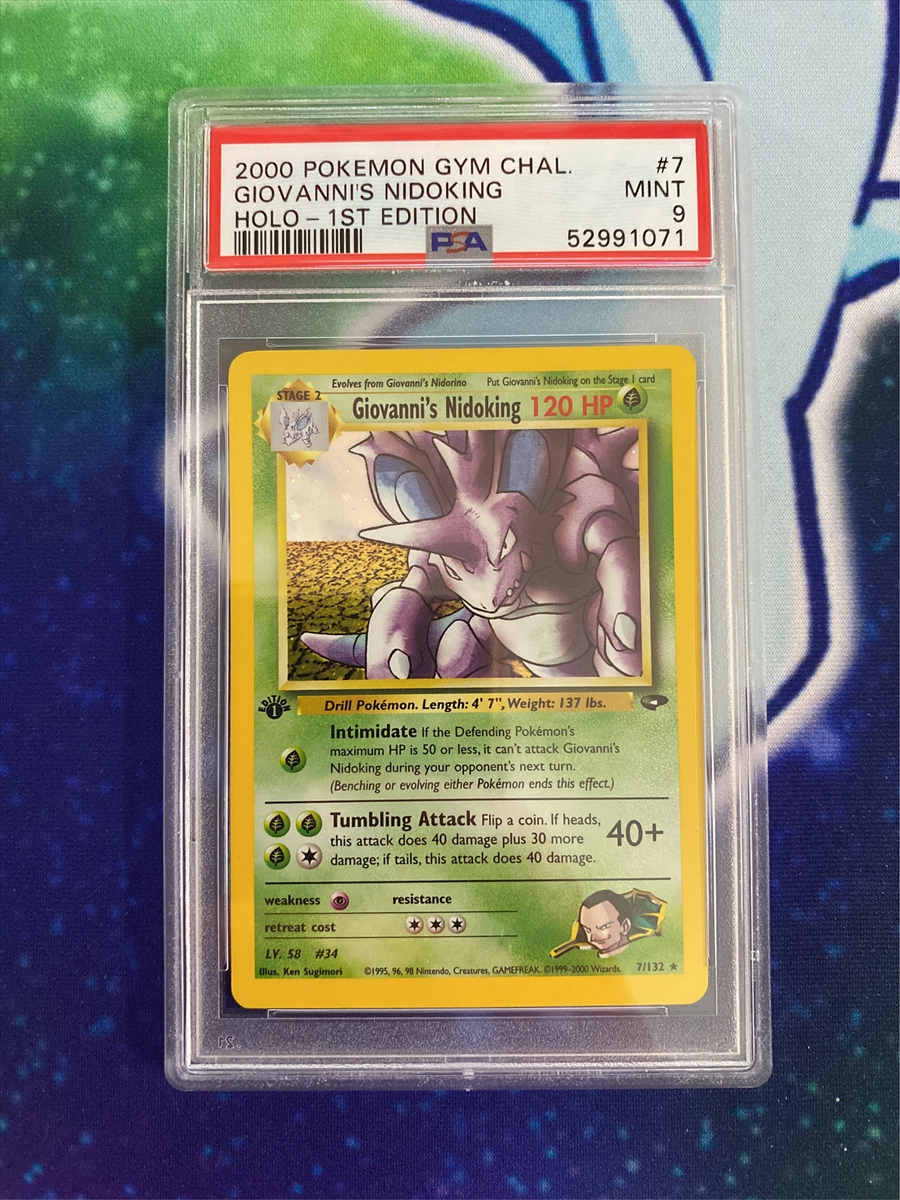 2000 POKEMON GYM CHAL. #7
GIOVANNI'S NIDOKING MINT
HOLO – 1ST EDITION 9
PSA 52991071
Evolves from Giovanni's Nidorino Put Giovanni's Nidoking on the Stage 1 card
STAGE 2
Giovanni's Nidoking 120 HP
EDITION 1
Drill Pokémon. Length: 4' 7", Weight: 137 lbs.
Intimidate If the Defending Pokémon's
maximum HP is 50 or less, it can't attack Giovanni's
Nidoking during your opponent's next turn.
(Benching or evolving either Pokémon ends this effect.)
Tumbling Attack Flip a coin. If heads,
this attack does 40 damage plus 30 more
damage; if tails, this attack does 40 damage.
40+
weakness resistance
retreat cost
LV. 58 #34
Illus. Ken Sugimori ©1995, 96, 98 Nintendo, Creatures, GAMEFREAK. ©1999-2000 Wizards. 7/132 ★